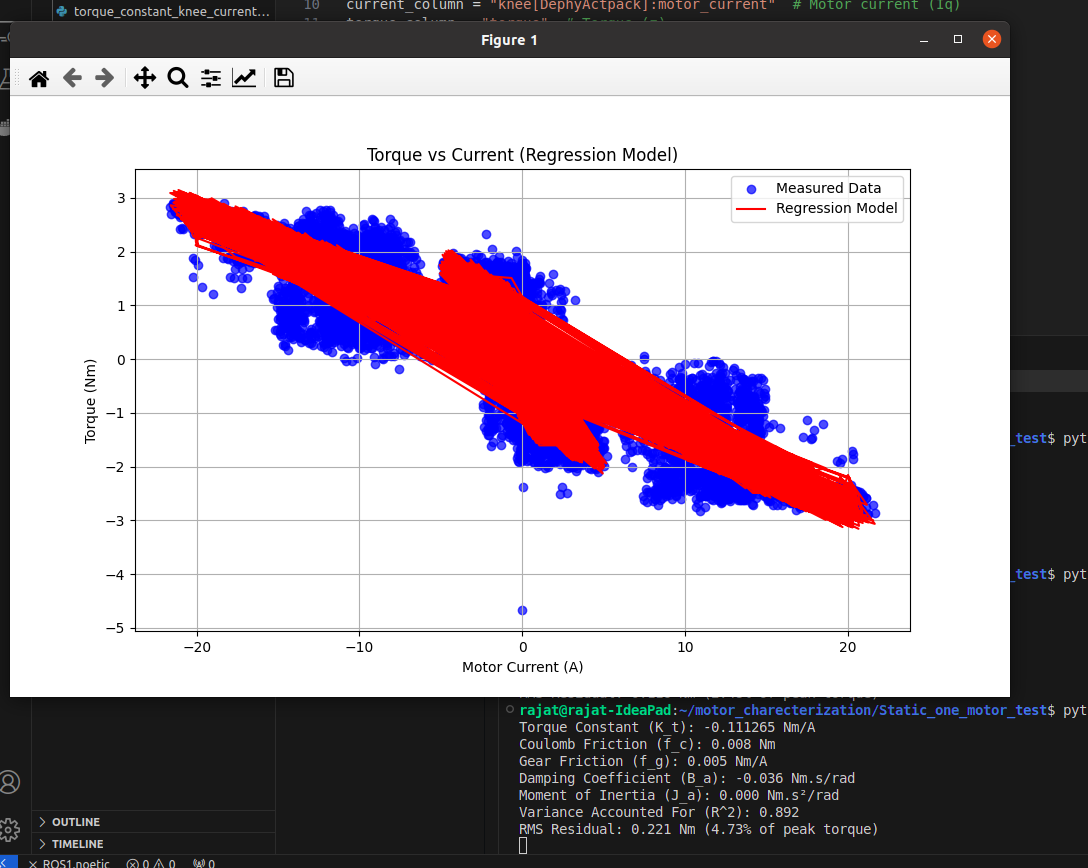 torque_constant_knee_current...
10 current_column = "knee[DephyActpack]:motor_current" # Motor current (Iq)
Figure 1
Torque vs Current (Regression Model)
Measured Data
Regression Model
3
2
1
0
−1
−2
−3
−4
−5
Torque (Nm)
−20 −10 0 10 20
Motor Current (A)
_test$ pyt
_test$ pyt
rajat@rajat-IdeaPad:~/motor_charecterization/Static_one_motor_test$ pyt
Torque Constant (K_t): -0.111265 Nm/A
Coulomb Friction (f_c): 0.008 Nm
Gear Friction (f_g): 0.005 Nm/A
Damping Coefficient (B_a): -0.036 Nm.s/rad
Moment of Inertia (J_a): 0.000 Nm.s²/rad
Variance Accounted For (R^2): 0.892
RMS Residual: 0.221 Nm (4.73% of peak torque)
OUTLINE
TIMELINE
ROS1.noetic 0 0 0